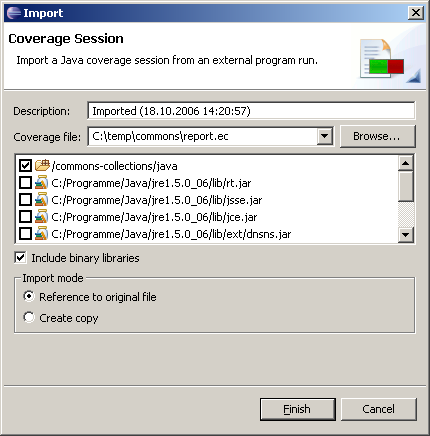 Import
Coverage Session
Import a Java coverage session from an external program run.
Description: Imported (18.10.2006 14:20:57)
Coverage file: C:\temp\commons\report.ec Browse...
/commons-collections/java
C:/Programme/Java/jre1.5.0_06/lib/rt.jar
C:/Programme/Java/jre1.5.0_06/lib/jsse.jar
C:/Programme/Java/jre1.5.0_06/lib/jce.jar
C:/Programme/Java/jre1.5.0_06/lib/ext/dnsns.jar
Include binary libraries
Import mode
Reference to original file
Create copy
Finish Cancel